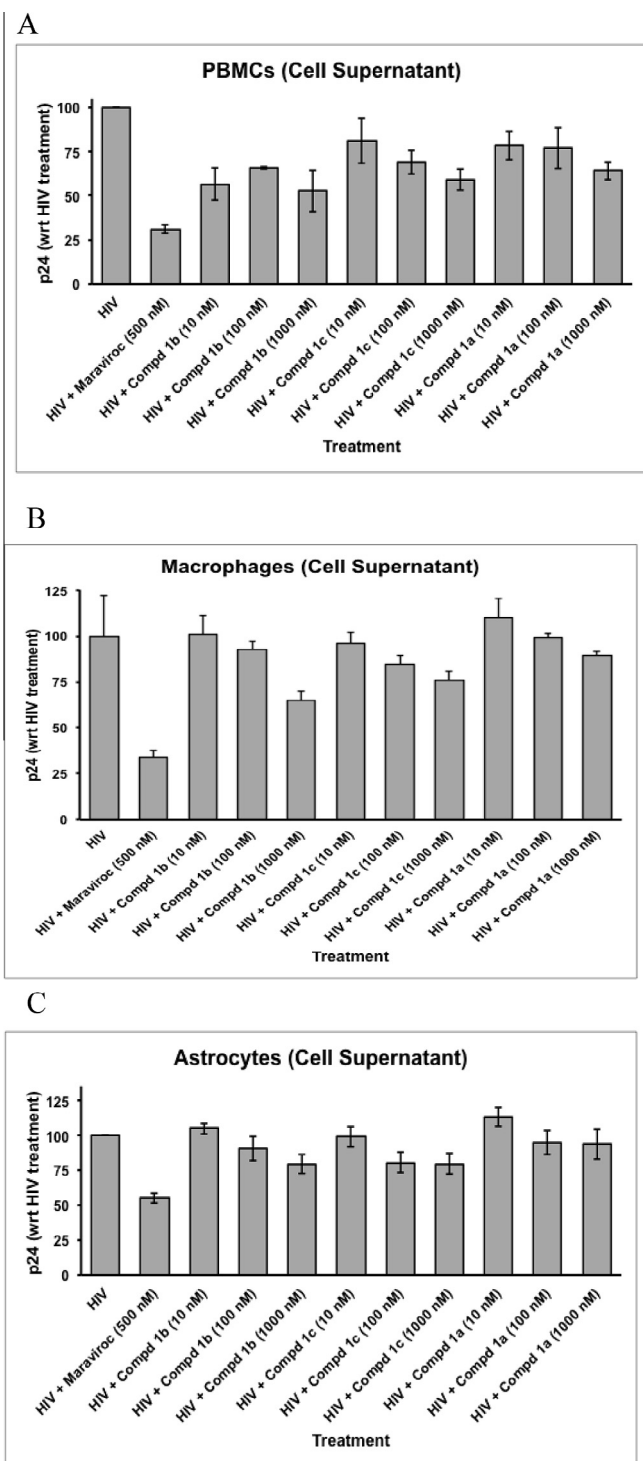 A
PBMCs (Cell Supernatant)
p24 (wrt HIV treatment)
100
75
50
25
0
HIV
HIV + Maraviroc (500 nM)
HIV + Compd 1b (10 nM)
HIV + Compd 1b (100 nM)
HIV + Compd 1b (1000 nM)
HIV + Compd 1c (10 nM)
HIV + Compd 1c (100 nM)
HIV + Compd 1c (1000 nM)
HIV + Compd 1a (10 nM)
HIV + Compd 1a (100 nM)
HIV + Compd 1a (1000 nM)
Treatment
B
Macrophages (Cell Supernatant)
p24 (wrt HIV treatment)
125
100
75
50
25
0
HIV
HIV + Maraviroc (500 nM)
HIV + Compd 1b (10 nM)
HIV + Compd 1b (100 nM)
HIV + Compd 1b (1000 nM)
HIV + Compd 1c (10 nM)
HIV + Compd 1c (100 nM)
HIV + Compd 1c (1000 nM)
HIV + Compd 1a (10 nM)
HIV + Compd 1a (100 nM)
HIV + Compd 1a (1000 nM)
Treatment
C
Astrocytes (Cell Supernatant)
p24 (wrt HIV treatment)
125
100
75
50
25
0
HIV
HIV + Maraviroc (500 nM)
HIV + Compd 1b (10 nM)
HIV + Compd 1b (100 nM)
HIV + Compd 1b (1000 nM)
HIV + Compd 1c (10 nM)
HIV + Compd 1c (100 nM)
HIV + Compd 1c (1000 nM)
HIV + Compd 1a (10 nM)
HIV + Compd 1a (100 nM)
HIV + Compd 1a (1000 nM)
Treatment